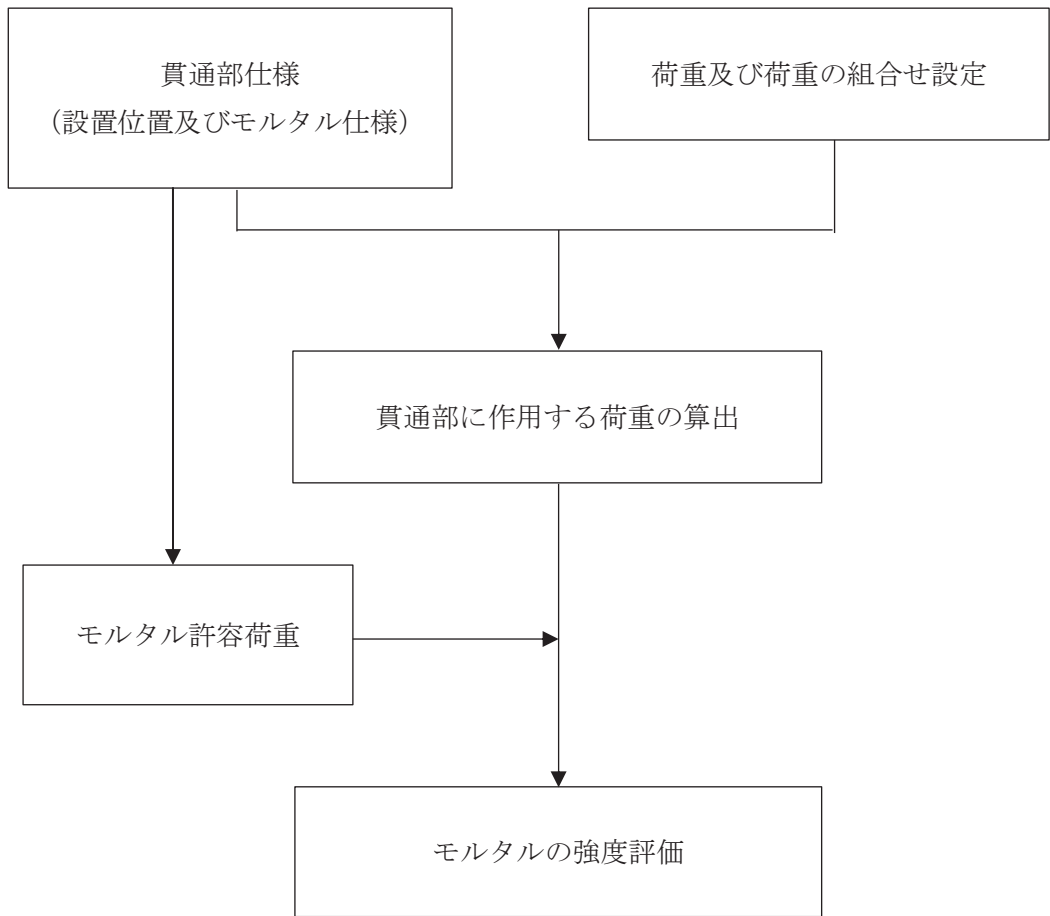 貫通部仕様
（設置位置及びモルタル仕様）
荷重及び荷重の組合せ設定
貫通部に作用する荷重の算出
モルタル許容荷重
モルタルの強度評価